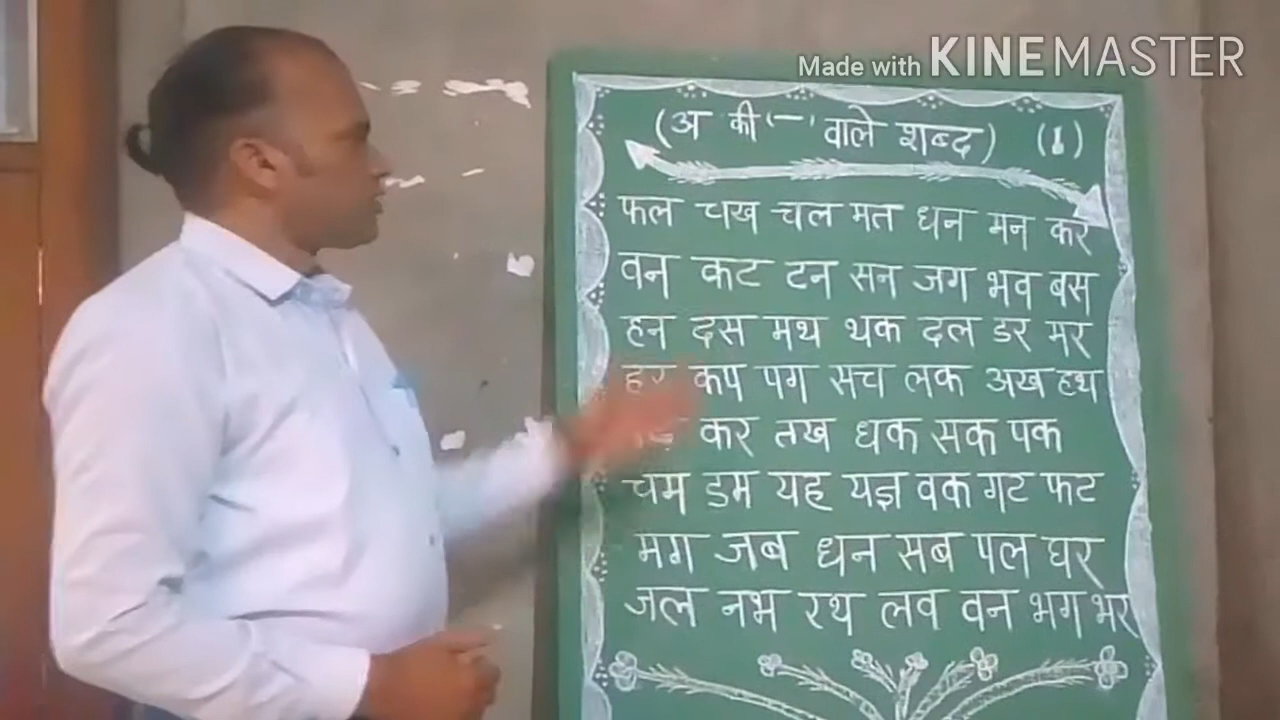 Made with KINEMASTER
(अ की '—' वाले शब्द) (1)
फल चख चल मत धन मन कर
वन कट टन सन जग भव बस
हन दस मथ थक दल डर मर
हर कप पग सच लक अख हथ
कर तख धक सक पक
चम डम यह यज्ञ वक गट फट
मग जब धन सब पल घर
जल नभ रथ लव वन भग भर